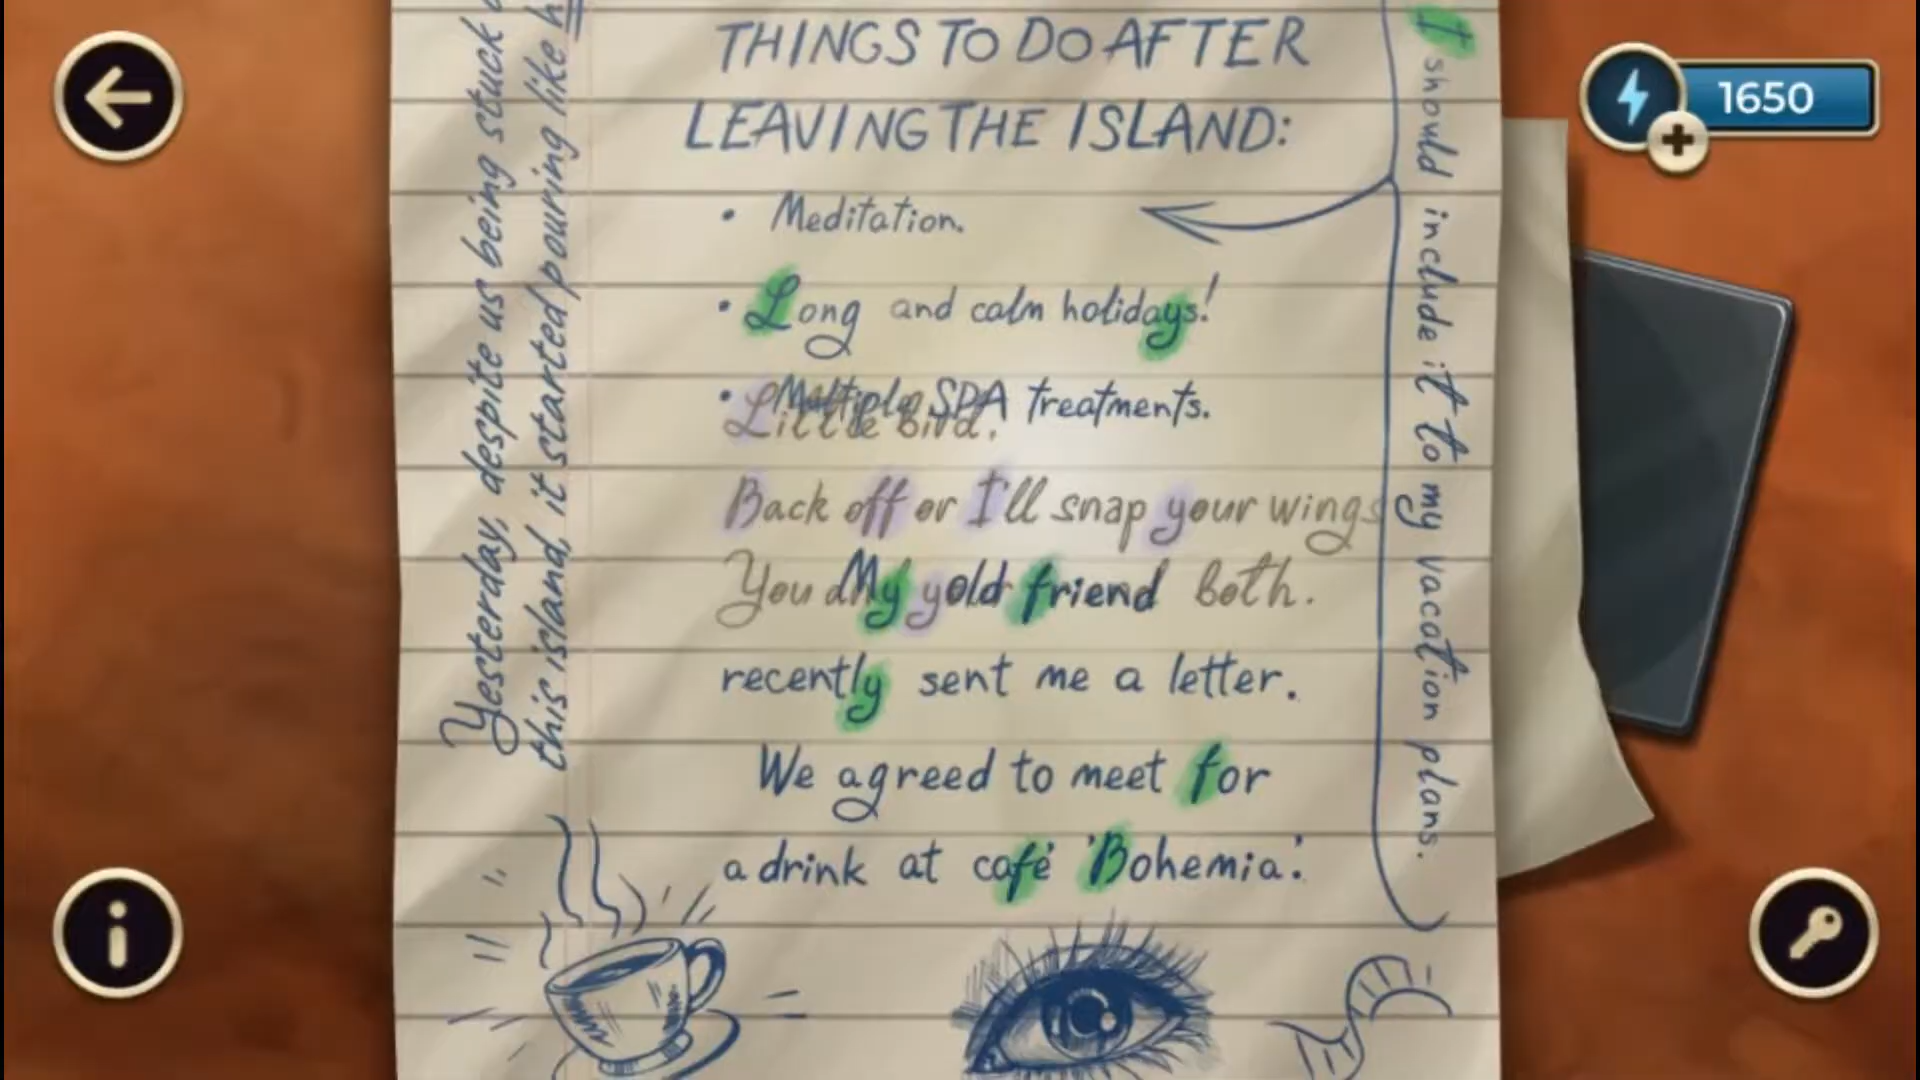 THINGS TO DO AFTER
LEAVING THE ISLAND:
• Meditation.
• Long and calm holidays!
• Multiple SPA treatments.
Little bird,
Back off or I'll snap your wings
You old both.
My old friend
recently sent me a letter.
We agreed to meet for
a drink at café 'Bohemia'.
Yesterday, despite us being stuck
this island, it started pouring like
I should include it to my vacation plans.
1650